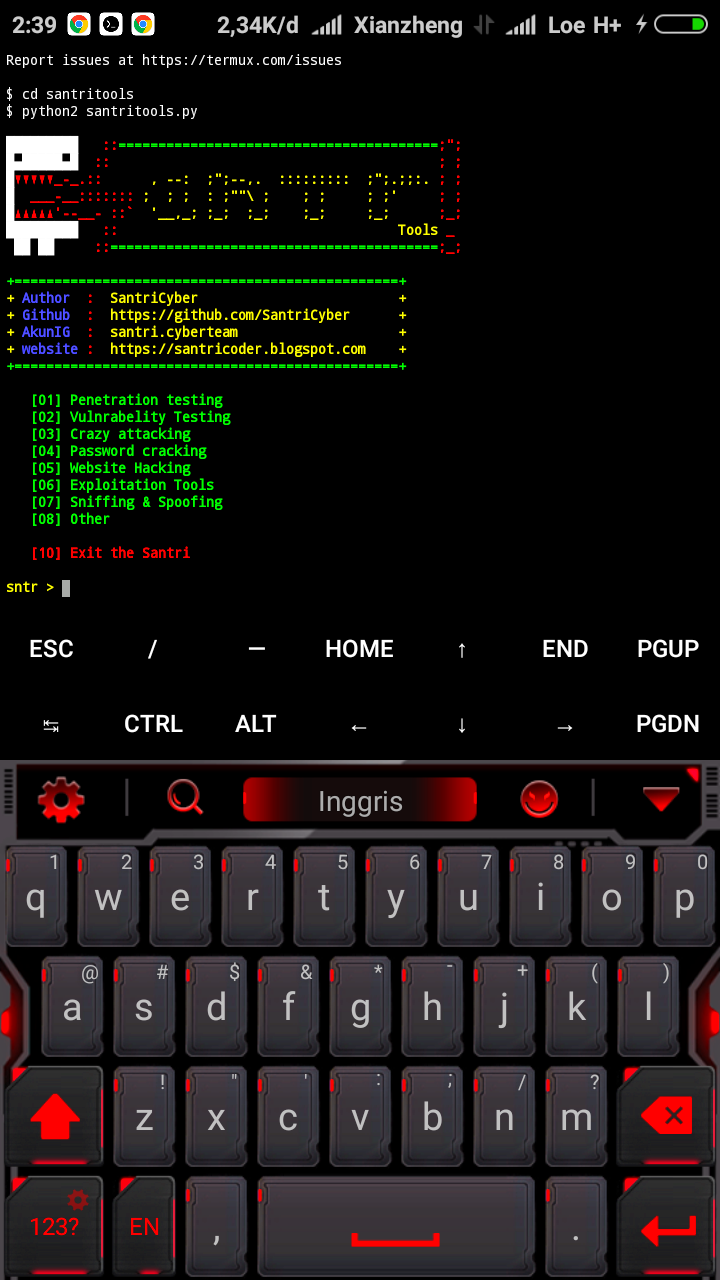 2:39 2,34K/d Xianzheng Loe H+
Report issues at https://termux.com/issues
$ cd santritools
$ python2 santritools.py
Tools
+ Author : SantriCyber +
+ Github : https://github.com/SantriCyber +
+ AkunIG : santri.cyberteam +
+ website : https://santricoder.blogspot.com +
[01] Penetration testing
[02] Vulnrabelity Testing
[03] Crazy attacking
[04] Password cracking
[05] Website Hacking
[06] Exploitation Tools
[07] Sniffing & Spoofing
[08] Other
[10] Exit the Santri
sntr >
ESC / — HOME ↑ END PGUP
↹ CTRL ALT ← ↓ → PGDN
Inggris
1 2 3 4 5 6 7 8 9 0
q w e r t y u i o p
@ # $ & * - + ( )
a s d f g h j k l
! " ' : ; / ?
z x c v b n m
123? EN , .